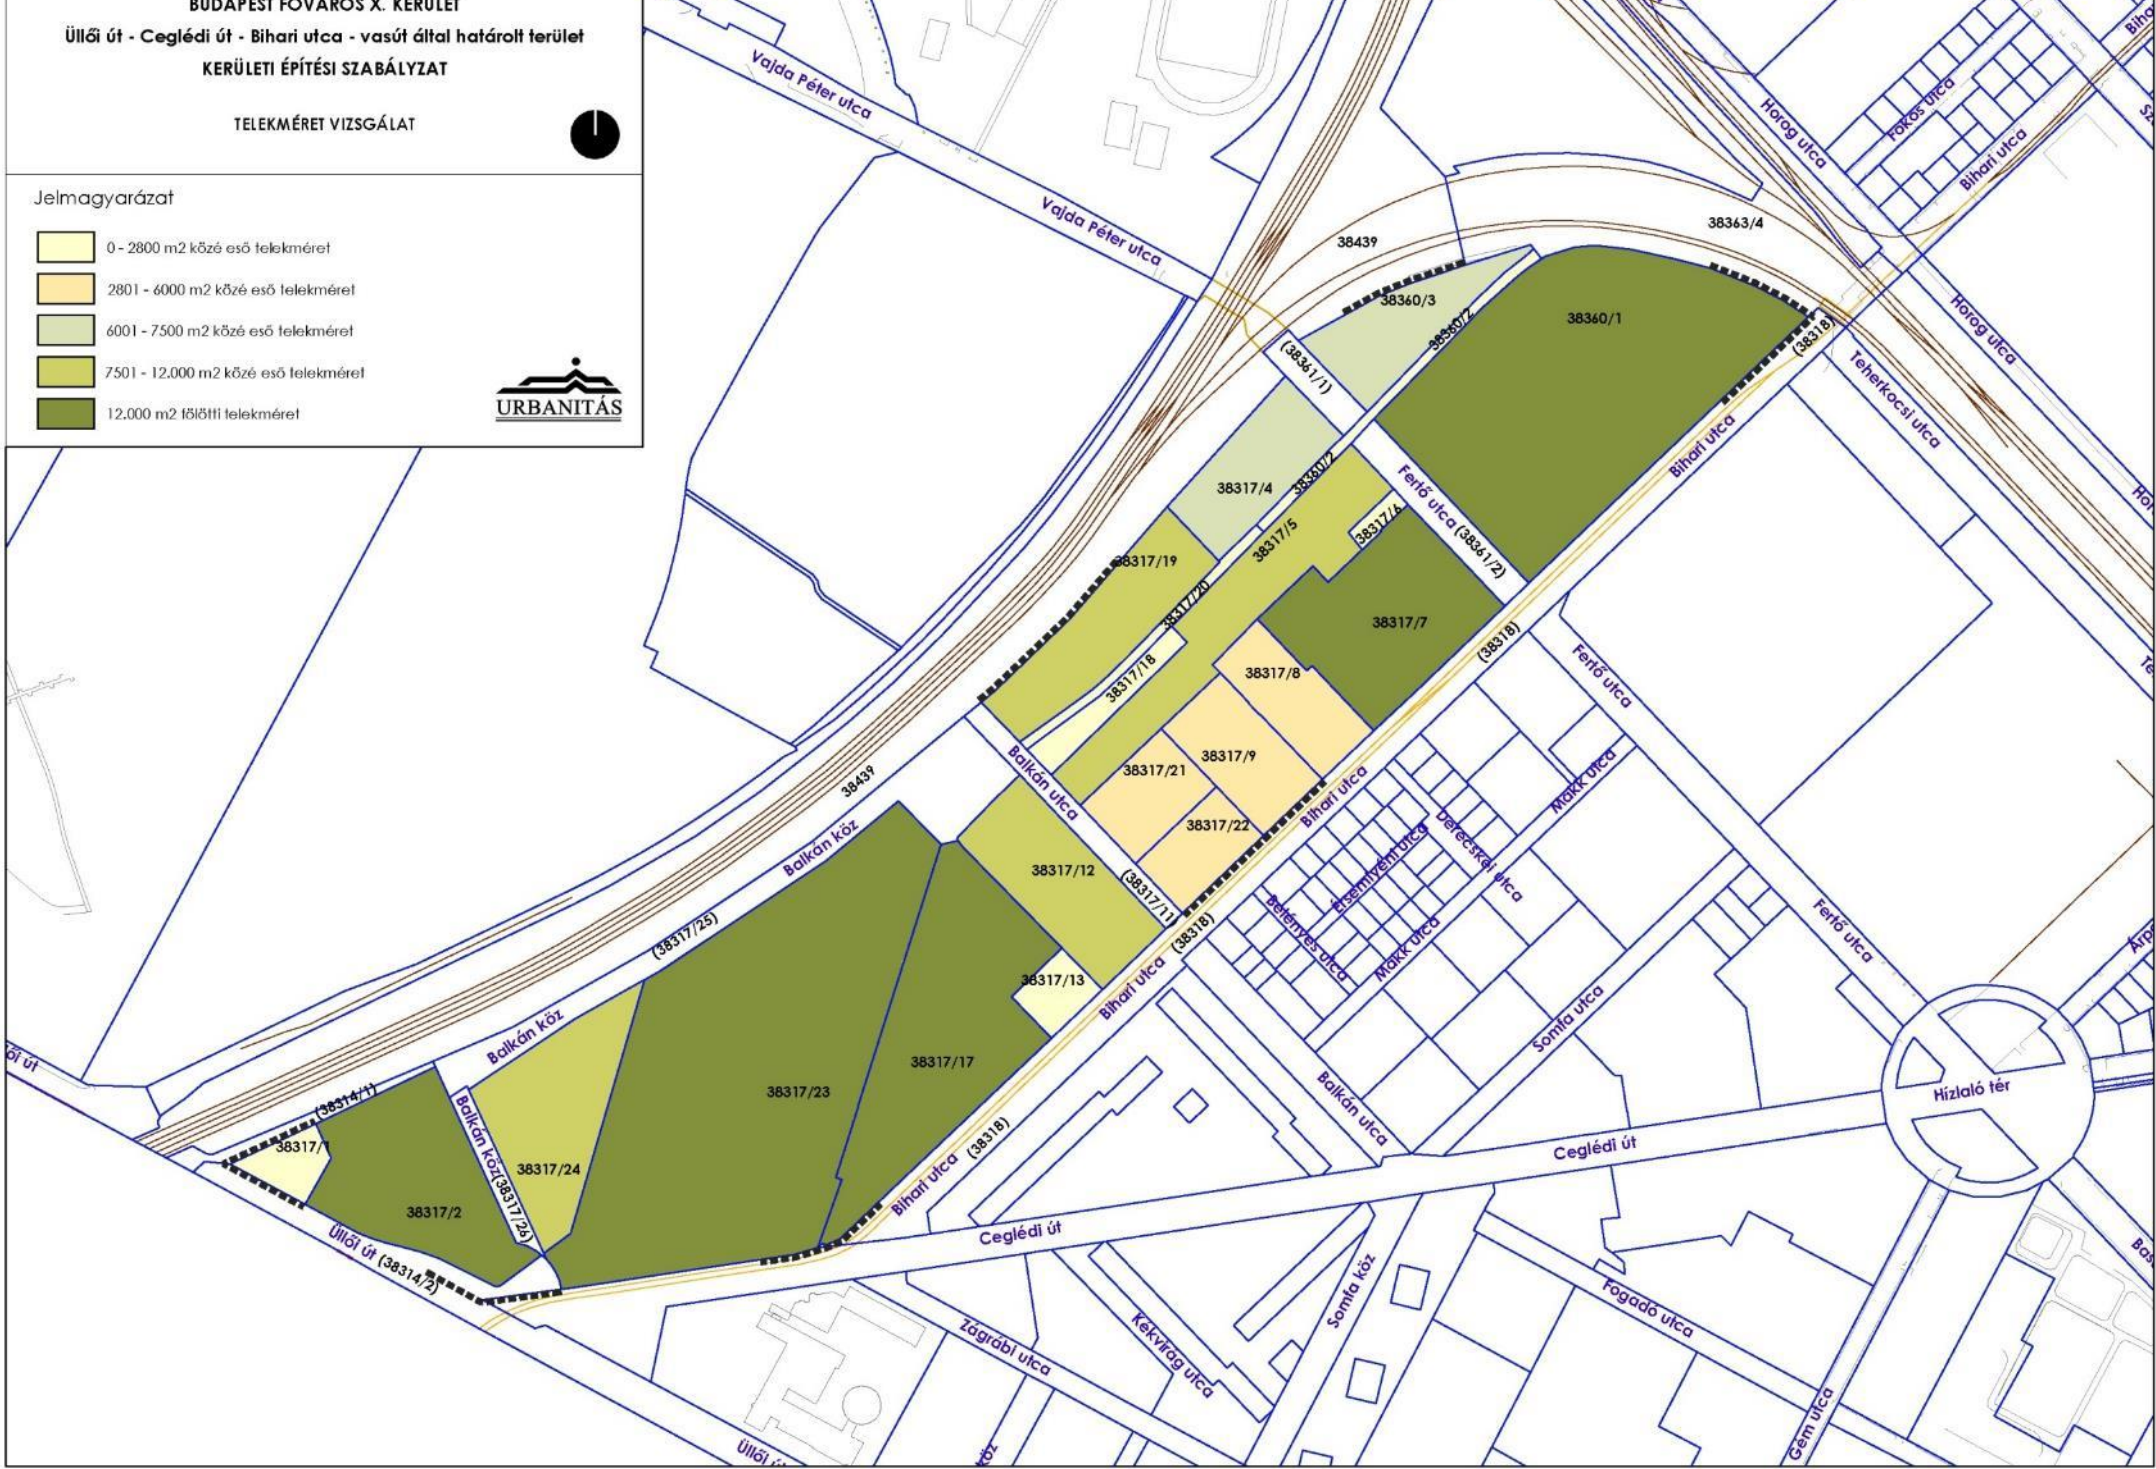 BUDAPEST FŐVÁROS X. KERÜLET
Üllői út - Ceglédi út - Bihari utca - vasút által határolt terület
KERÜLETI ÉPÍTÉSI SZABÁLYZAT
TELEKMÉRET VIZSGÁLAT
Jelmagyarázat
0 - 2800 m2 közé eső telekméret
2801 - 6000 m2 közé eső telekméret
6001 - 7500 m2 közé eső telekméret
7501 - 12.000 m2 közé eső telekméret
12.000 m2 fölötti telekméret
URBANITÁS
Vajda Péter utca
Vajda Péter utca
Horog utca
Fokos utca
Bihari utca
38439
38363/4
38360/3
38360/2
38360/1
(38318)
Horog utca
Teherkocsi utca
(38361/1)
Bihari utca
38317/4
38360/2
Fertő utca
(38361/2)
38317/5
38317/6
38317/19
38317/20
38317/7
(38318)
38317/18
38317/8
Fertő utca
Balkán utca
38317/9
38317/21
38317/22
Bihari utca
Makk utca
38439
Balkán köz
38317/12
(38317/11)
Derecskei utca
Érsemlyéni utca
Belényes utca
Makk utca
Fertő utca
(38317/25)
(38318)
38317/13
Bihari utca
Somfa utca
Balkán köz
38317/17
38317/23
Balkán utca
Hízlaló tér
ői út
(38314/1)
38317/1
Balkán köz
(38317/26)
38317/24
38317/2
(38318)
Bihari utca
Ceglédi út
Ceglédi út
Üllői út
(38314/2)
Somfa köz
Fogadó utca
Zágrábi utca
Kékvirág utca
Gém utca
Üllői ú
köz